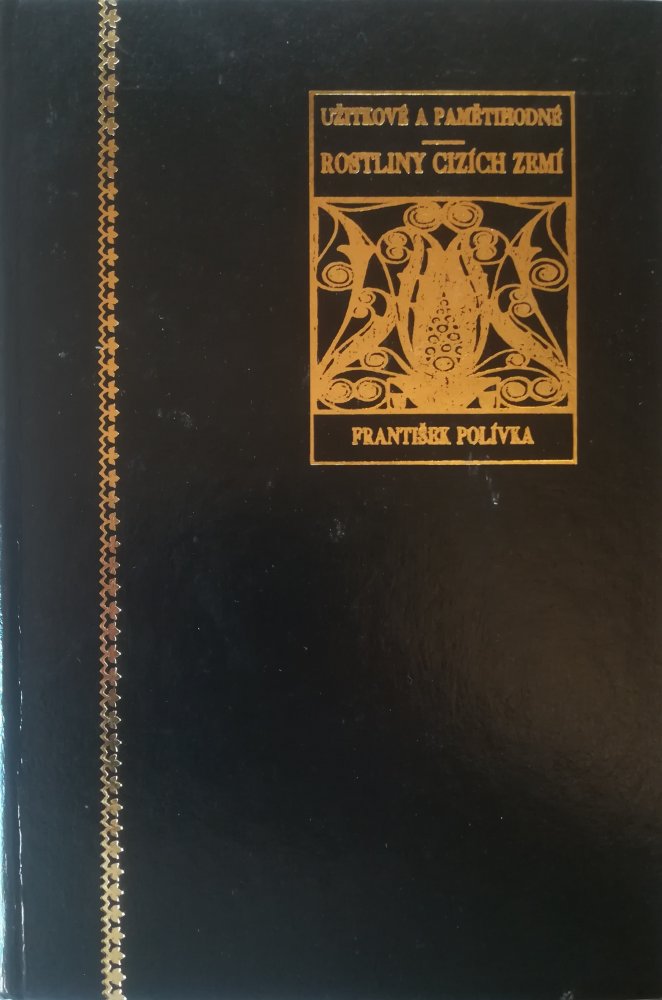 UŽITKOVÉ A PAMĚTIHODNÉ
ROSTLINY CIZÍCH ZEMÍ
FRANTIŠEK POLÍVKA